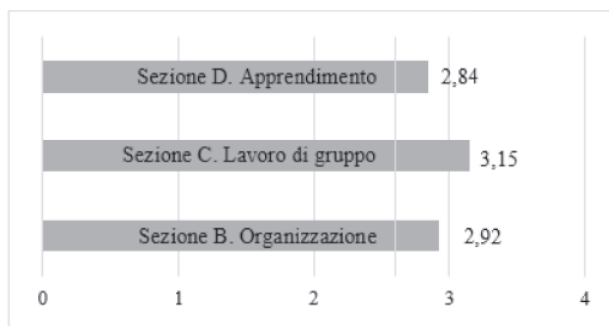 Sezione D. Apprendimento 2,84
Sezione C. Lavoro di gruppo 3,15
Sezione B. Organizzazione 2,92
0 1 2 3 4